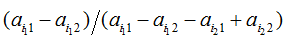 (a_{i_1 1} − a_{i_1 2})/(a_{i_1 1} − a_{i_1 2} − a_{i_2 1} + a_{i_2 2})